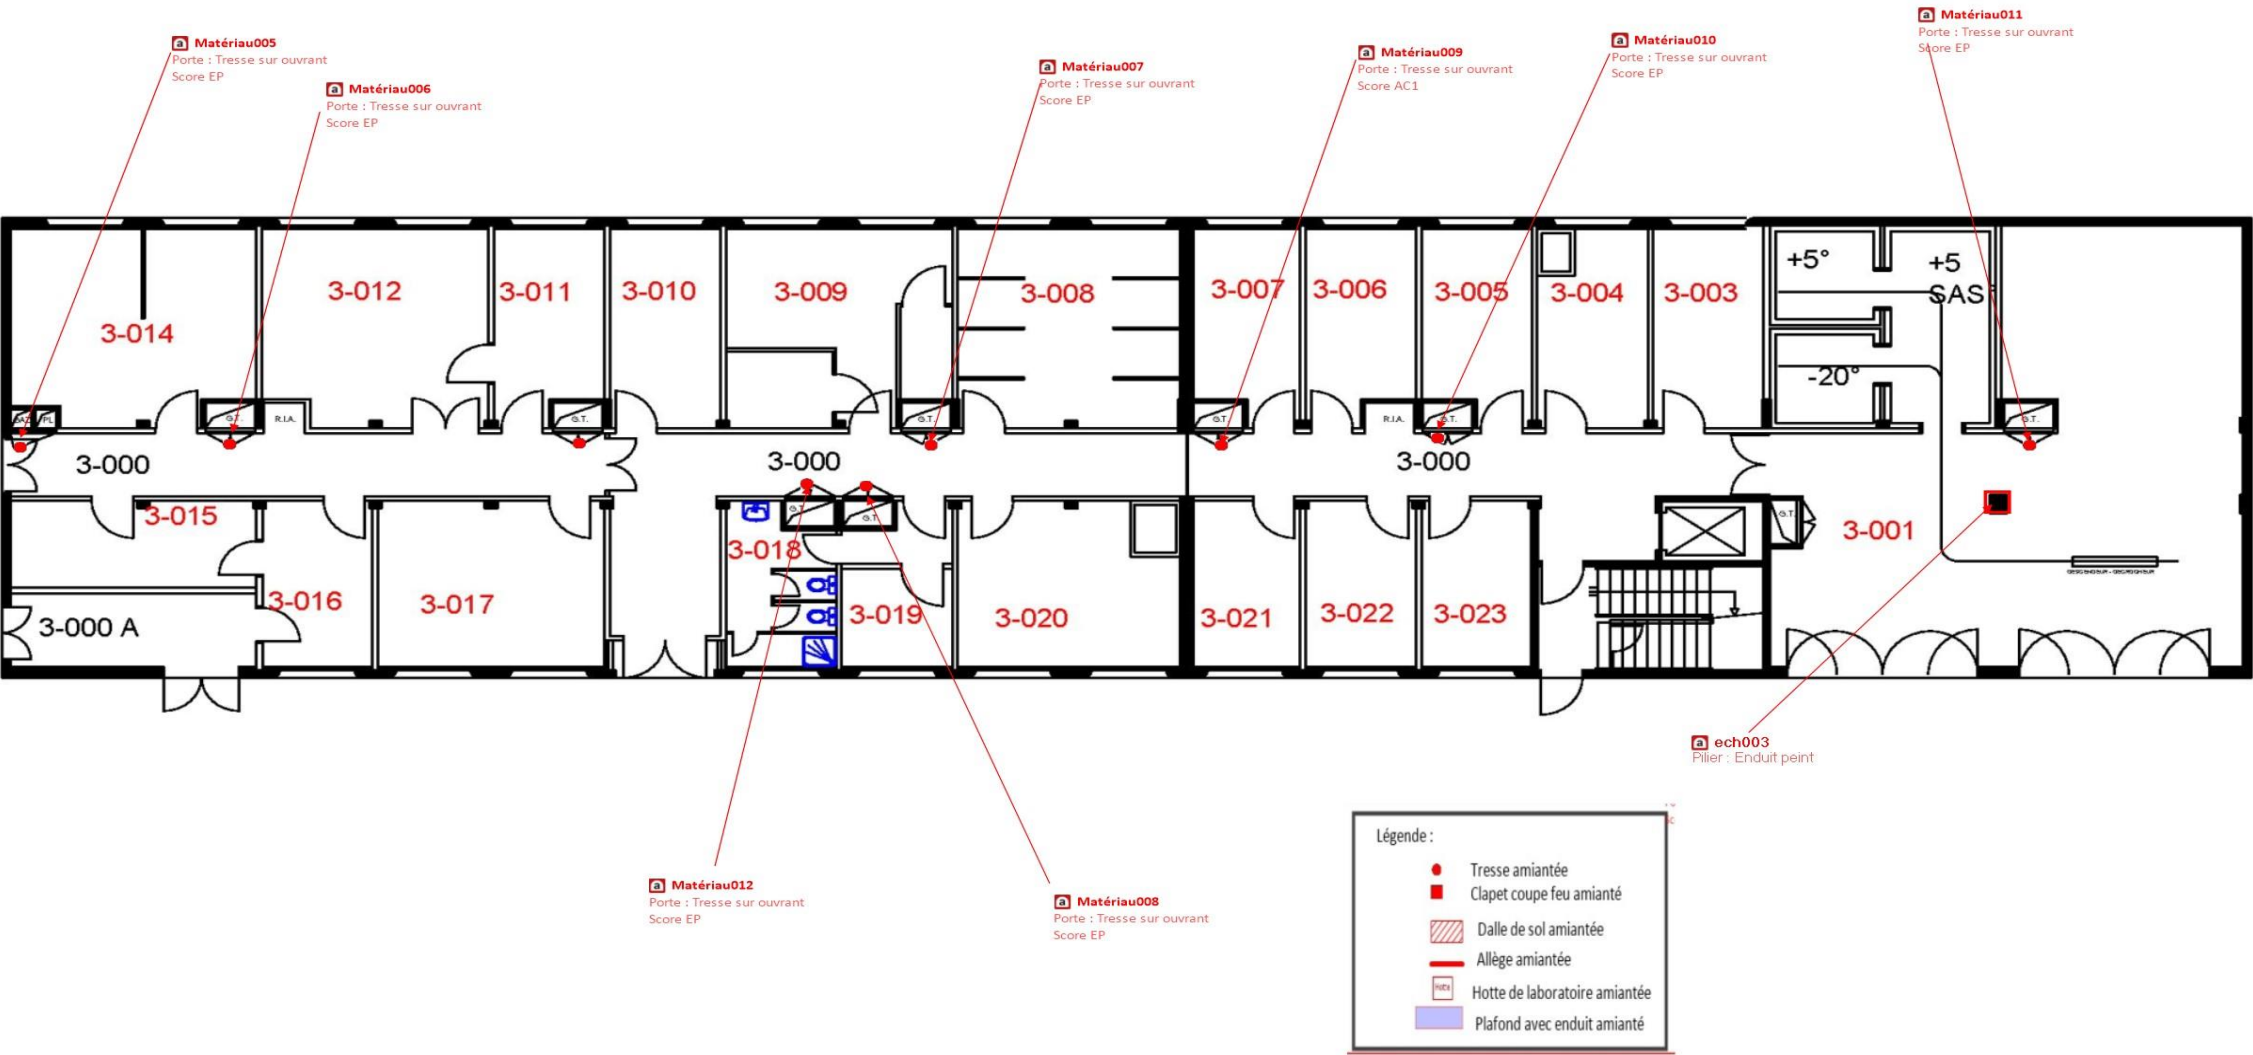 Matériau005
Porte : Tresse sur ouvrant
Score EP
Matériau006
Porte : Tresse sur ouvrant
Score EP
Matériau007
Porte : Tresse sur ouvrant
Score EP
Matériau009
Porte : Tresse sur ouvrant
Score AC1
Matériau010
Porte : Tresse sur ouvrant
Score EP
Matériau011
Porte : Tresse sur ouvrant
Score EP
3-014
3-012
3-011
3-010
3-009
3-008
3-007
3-006
3-005
3-004
3-003
+5°
+5
SAS
-20°
PL
G.T.
R.I.A.
G.T.
G.T.
G.T.
R.I.A.
G.T.
G.T.
3-000
3-000
3-000
3-015
G.T.
G.T.
G.T.
3-001
3-018
3-016
3-017
3-019
3-020
3-021
3-022
3-023
3-000 A
ech003
Pilier : Enduit peint
Matériau012
Porte : Tresse sur ouvrant
Score EP
Matériau008
Porte : Tresse sur ouvrant
Score EP
Légende :
Tresse amiantée
Clapet coupe feu amianté
Dalle de sol amiantée
Allège amiantée
Hotte
Hotte de laboratoire amiantée
Plafond avec enduit amianté